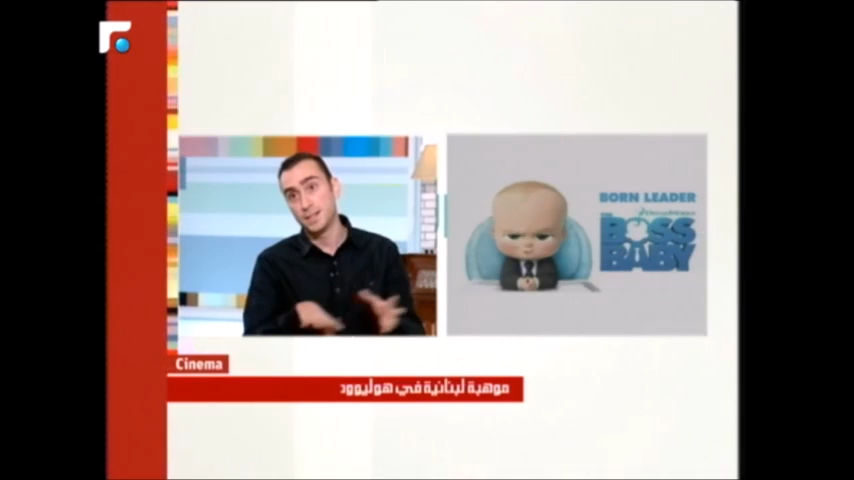 BORN LEADER
DreamWorks
THE
BOSS
BABY
Cinema
موهبة لبنانية في هوليوود